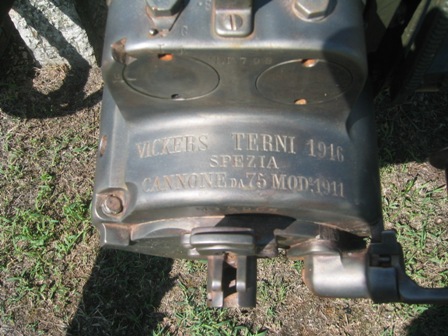 VICKERS TERNI 1916
SPEZIA
CANNONE DA 75 MOD. 1911